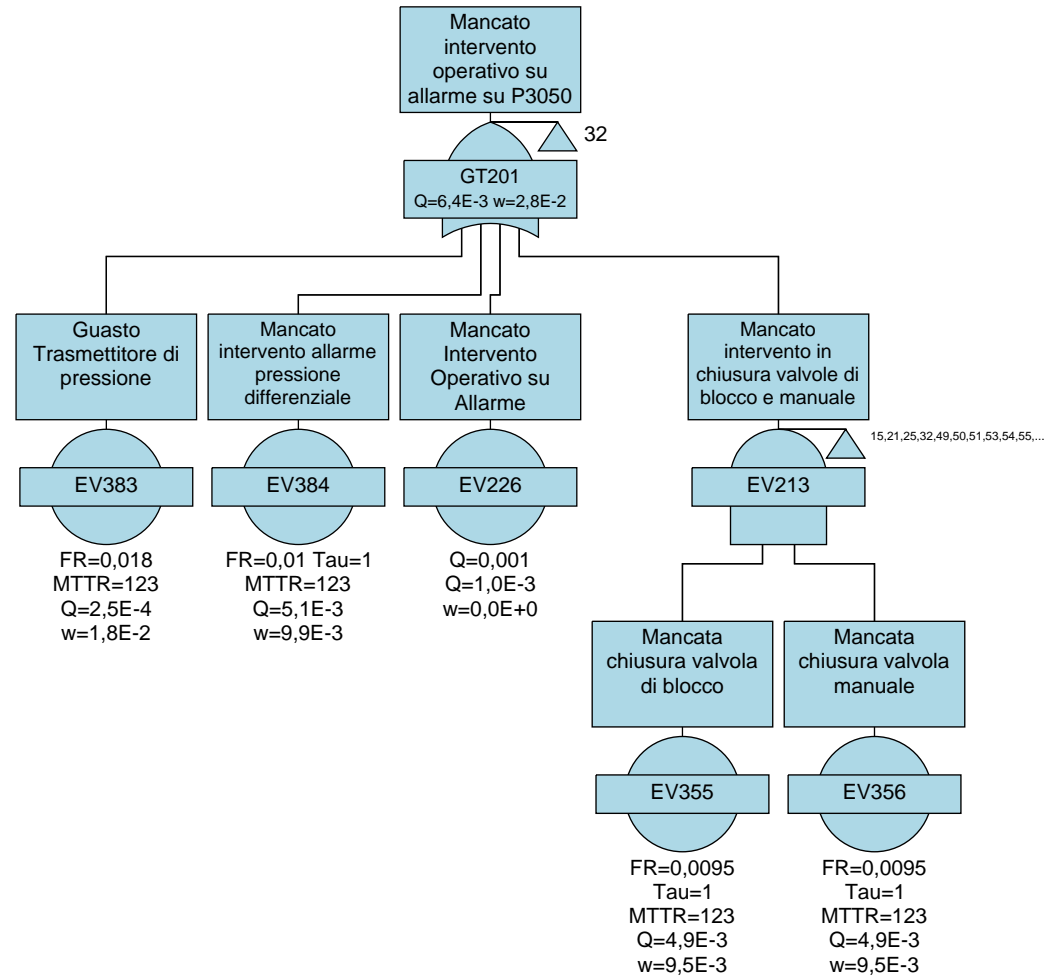 Mancato
intervento
operativo su
allarme su P3050
32
GT201
Q=6,4E-3 w=2,8E-2
Guasto
Trasmettitore di
pressione
Mancato
intervento allarme
pressione
differenziale
Mancato
Intervento
Operativo su
Allarme
Mancato
intervento in
chiusura valvole di
blocco e manuale
15,21,25,32,49,50,51,53,54,55,...
EV383
EV384
EV226
EV213
FR=0,018
MTTR=123
Q=2,5E-4
w=1,8E-2
FR=0,01 Tau=1
MTTR=123
Q=5,1E-3
w=9,9E-3
Q=0,001
Q=1,0E-3
w=0,0E+0
Mancata
chiusura valvola
di blocco
Mancata
chiusura valvola
manuale
EV355
EV356
FR=0,0095
Tau=1
MTTR=123
Q=4,9E-3
w=9,5E-3
FR=0,0095
Tau=1
MTTR=123
Q=4,9E-3
w=9,5E-3